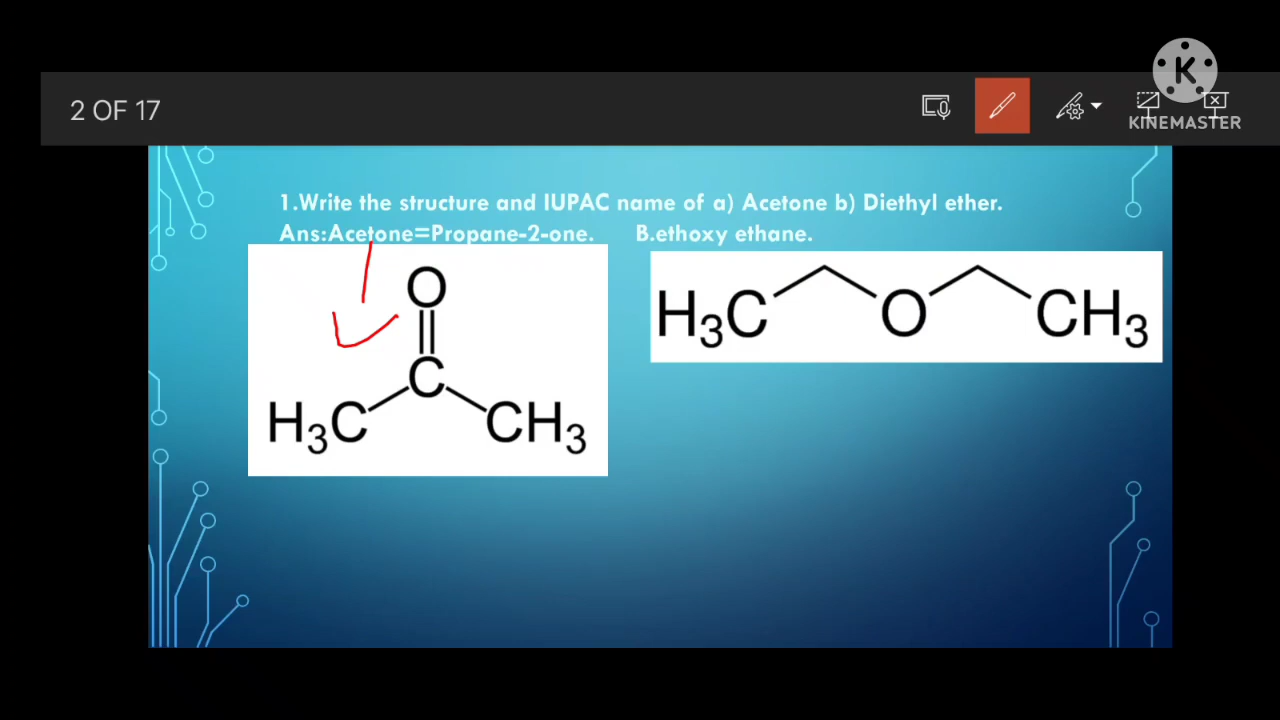 2 OF 17
KINEMASTER
1.Write the structure and IUPAC name of a) Acetone b) Diethyl ether.
Ans:Acetone=Propane-2-one. B.ethoxy ethane.
O
C
H3C CH3
H3C O CH3